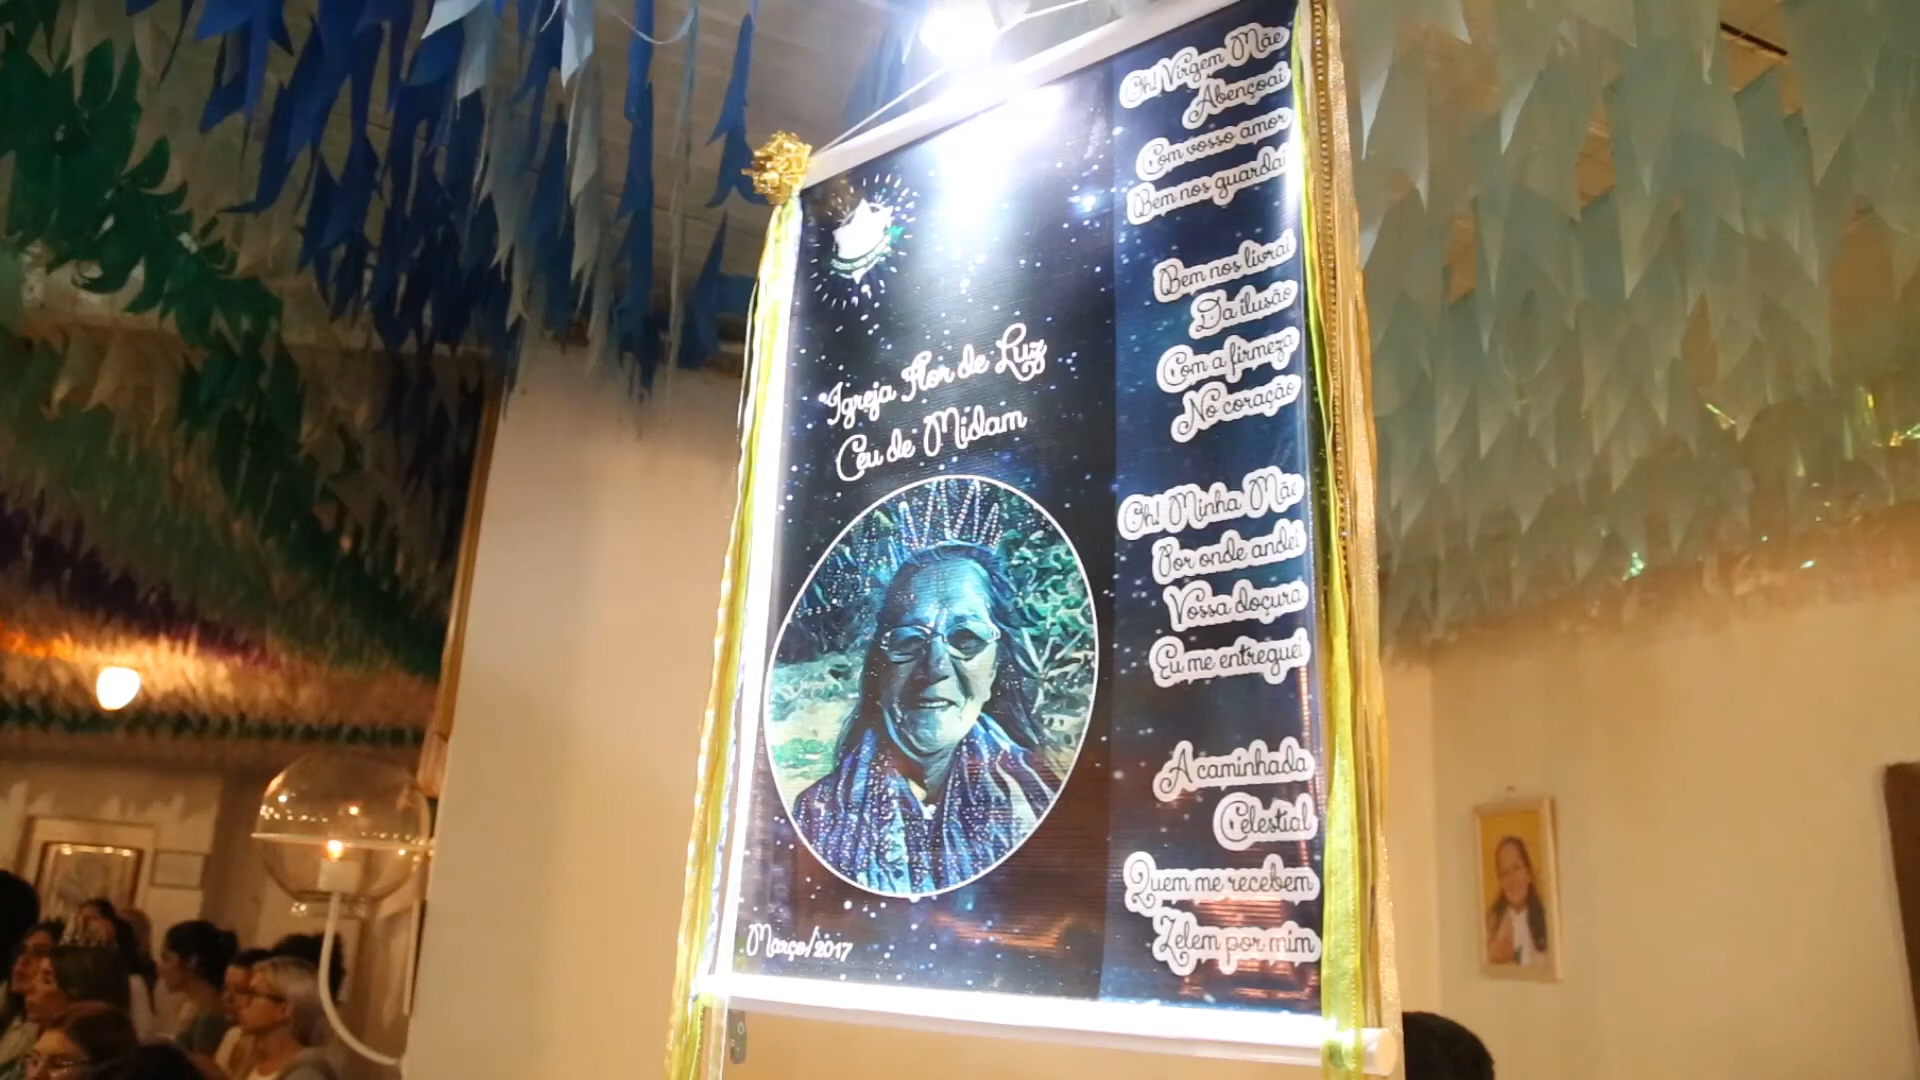 Igreja Flor de Luz
Céu de Midam
Março/2017
Oh! Virgem Mãe
Abençoai
Com vosso amor
Bem nos guardai
Bem nos livrai
Da ilusão
Com a firmeza
No coração
Oh! Minha Mãe
Por onde andei
Vossa doçura
Eu me entreguei
A caminhada
Celestial
Quem me recebem
Zelem por mim